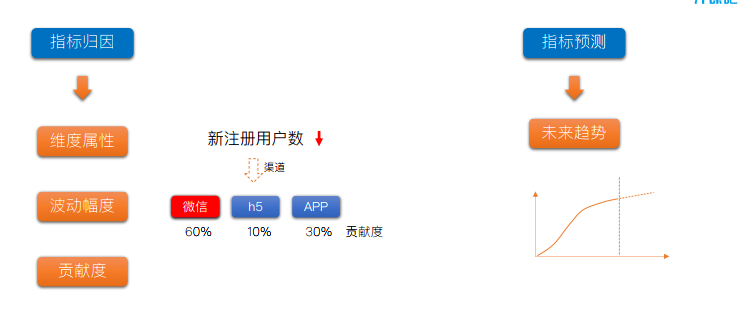 指标归因
指标预测
维度属性
新注册用户数
未来趋势
渠道
波动幅度
微信
h5
APP
60%
10%
30%
贡献度
贡献度